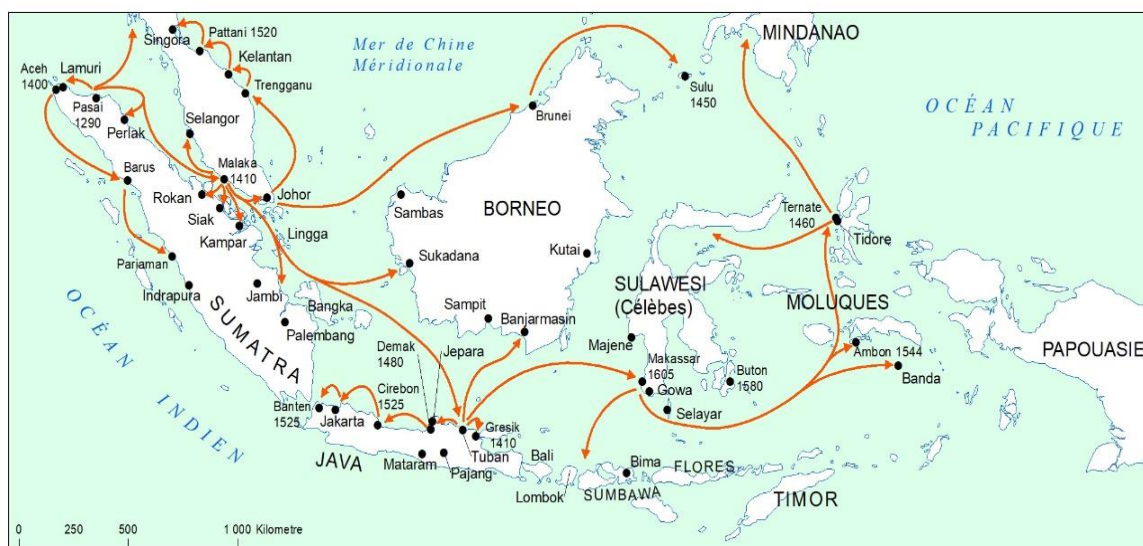 Singora
Pattani 1520
Kelantan
Trengganu
Mer de Chine
Méridionale
MINDANAO
Aceh
1400
Lamuri
Pasai
1290
Perlak
Selangor
Sulu
1450
Brunei
OCÉAN
PACIFIQUE
Barus
Malaka
1410
Johor
Rokan
Siak
Kampar
Lingga
Sambas
BORNEO
Ternate
1460
Tidore
Pariaman
Indrapura
SUMATRA
Jambi
Bangka
Palembang
Sukadana
Kutai
Sampit
Banjarmasin
SULAWESI
(Célèbes)
MOLUQUES
Majene
Makassar
1605
Gowa
Buton
1580
Selayar
Ambon 1544
Banda
PAPOUASIE
OCÉAN
INDIEN
Demak
1480
Jepara
Cirebon
1525
Banten
1525
Jakarta
Gresik
1410
Tuban
JAVA
Mataram
Pajang
Bali
Lombok
Bima
SUMBAWA
FLORES
TIMOR
0 250 500 1 000 Kilometre